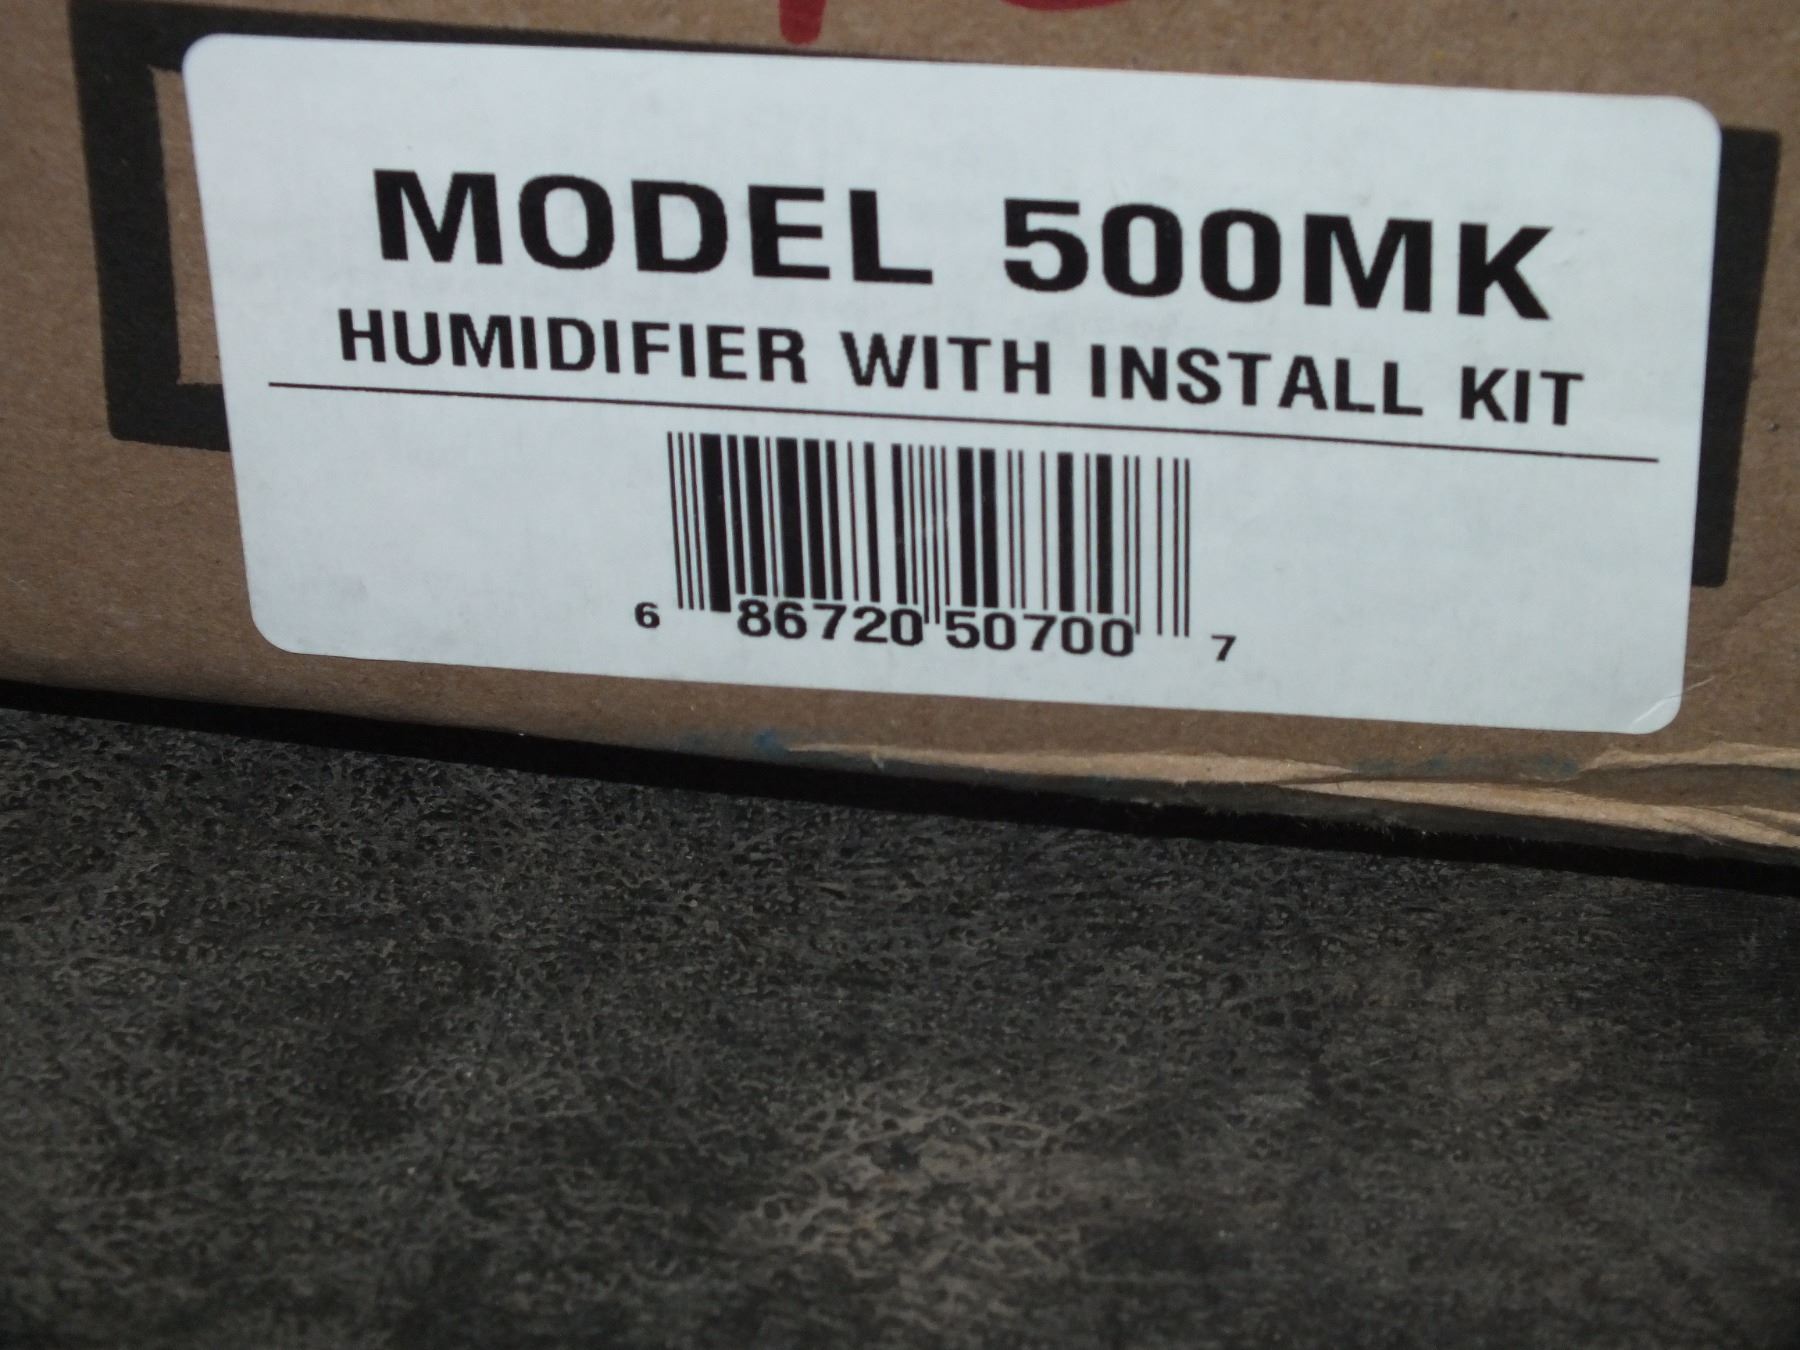 MODEL 500MK
HUMIDIFIER WITH INSTALL KIT
6 86720 50700 7